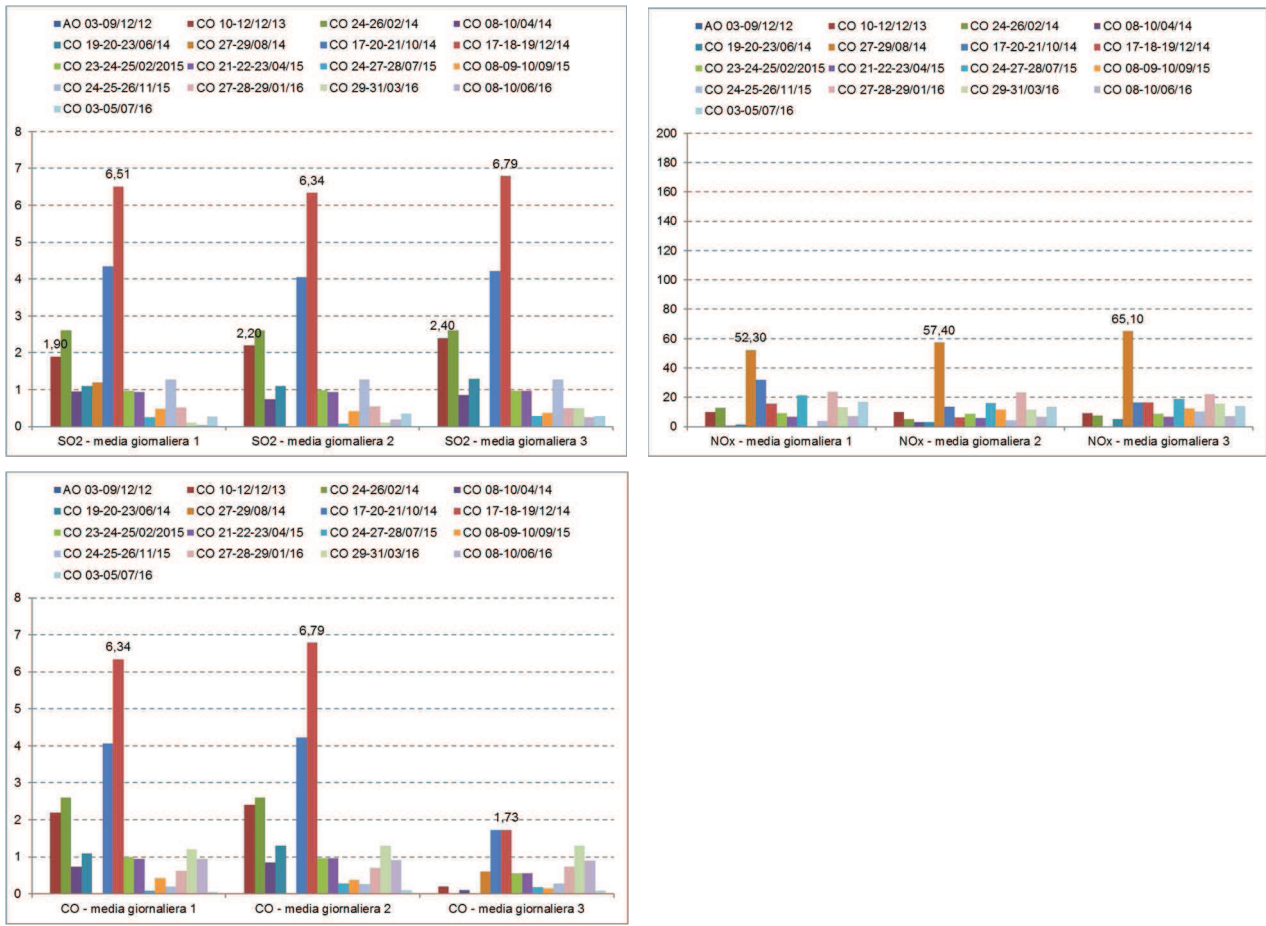 AO 03-09/12/12 CO 10-12/12/13 CO 24-26/02/14 CO 08-10/04/14
CO 19-20-23/06/14 CO 27-29/08/14 CO 17-20-21/10/14 CO 17-18-19/12/14
CO 23-24-25/02/2015 CO 21-22-23/04/15 CO 24-27-28/07/15 CO 08-09-10/09/15
CO 24-25-26/11/15 CO 27-28-29/01/16 CO 29-31/03/16 CO 08-10/06/16
CO 03-05/07/16
8
7
6
5
4
3
2
1
0
6,51
6,34
6,79
1,90
2,20
2,40
SO2 - media giornaliera 1 SO2 - media giornaliera 2 SO2 - media giornaliera 3
AO 03-09/12/12 CO 10-12/12/13 CO 24-26/02/14 CO 08-10/04/14
CO 19-20-23/06/14 CO 27-29/08/14 CO 17-20-21/10/14 CO 17-18-19/12/14
CO 23-24-25/02/2015 CO 21-22-23/04/15 CO 24-27-28/07/15 CO 08-09-10/09/15
CO 24-25-26/11/15 CO 27-28-29/01/16 CO 29-31/03/16 CO 08-10/06/16
CO 03-05/07/16
200
180
160
140
120
100
80
60
40
20
0
52,30
57,40
65,10
NOx - media giornaliera 1 NOx - media giornaliera 2 NOx - media giornaliera 3
AO 03-09/12/12 CO 10-12/12/13 CO 24-26/02/14 CO 08-10/04/14
CO 19-20-23/06/14 CO 27-29/08/14 CO 17-20-21/10/14 CO 17-18-19/12/14
CO 23-24-25/02/2015 CO 21-22-23/04/15 CO 24-27-28/07/15 CO 08-09-10/09/15
CO 24-25-26/11/15 CO 27-28-29/01/16 CO 29-31/03/16 CO 08-10/06/16
CO 03-05/07/16
8
7
6
5
4
3
2
1
0
6,34
6,79
1,73
CO - media giornaliera 1 CO - media giornaliera 2 CO - media giornaliera 3